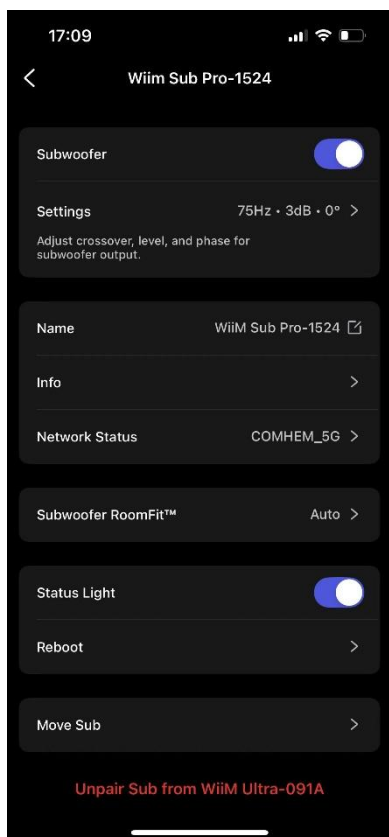 17:09
Wiim Sub Pro-1524
Subwoofer
Settings 75Hz • 3dB • 0°
Adjust crossover, level, and phase for
subwoofer output.
Name WiiM Sub Pro-1524
Info
Network Status COMHEM_5G
Subwoofer RoomFit™ Auto
Status Light
Reboot
Move Sub
Unpair Sub from WiiM Ultra-091A